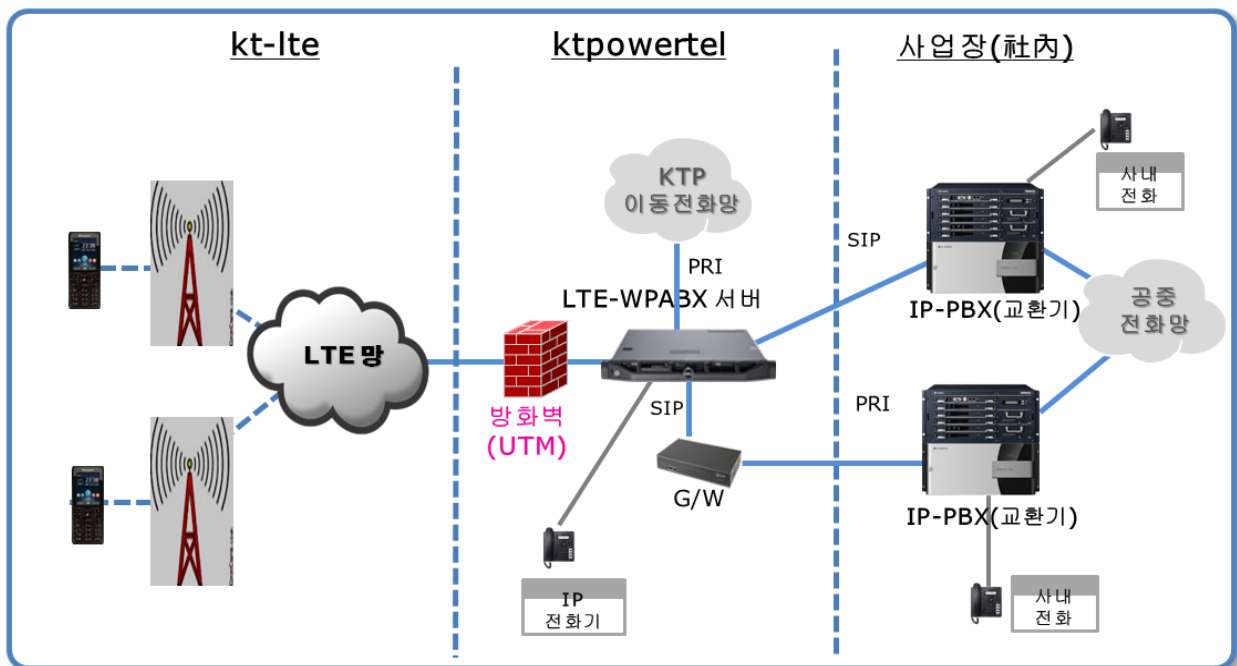 kt-lte
ktpowertel
사업장(社內)
KTP
이동전화망
PRI
LTE-WPABX 서버
LTE 망
방화벽
(UTM)
SIP
G/W
IP
전화기
SIP
PRI
사내
전화
IP-PBX(교환기)
공중
전화망
IP-PBX(교환기)
사내
전화